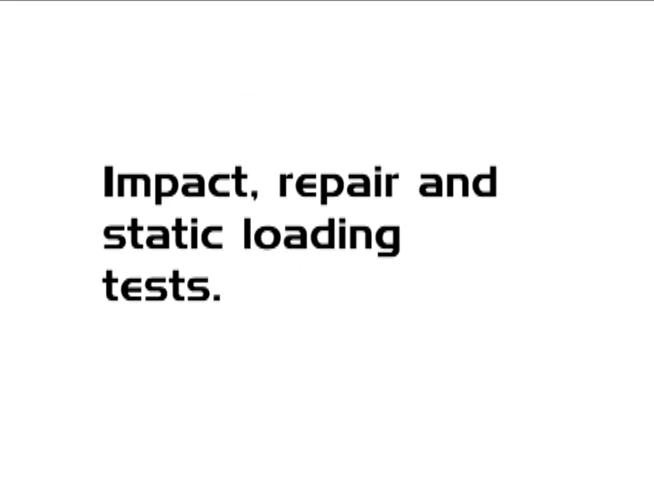 Impact, repair and
static loading
tests.